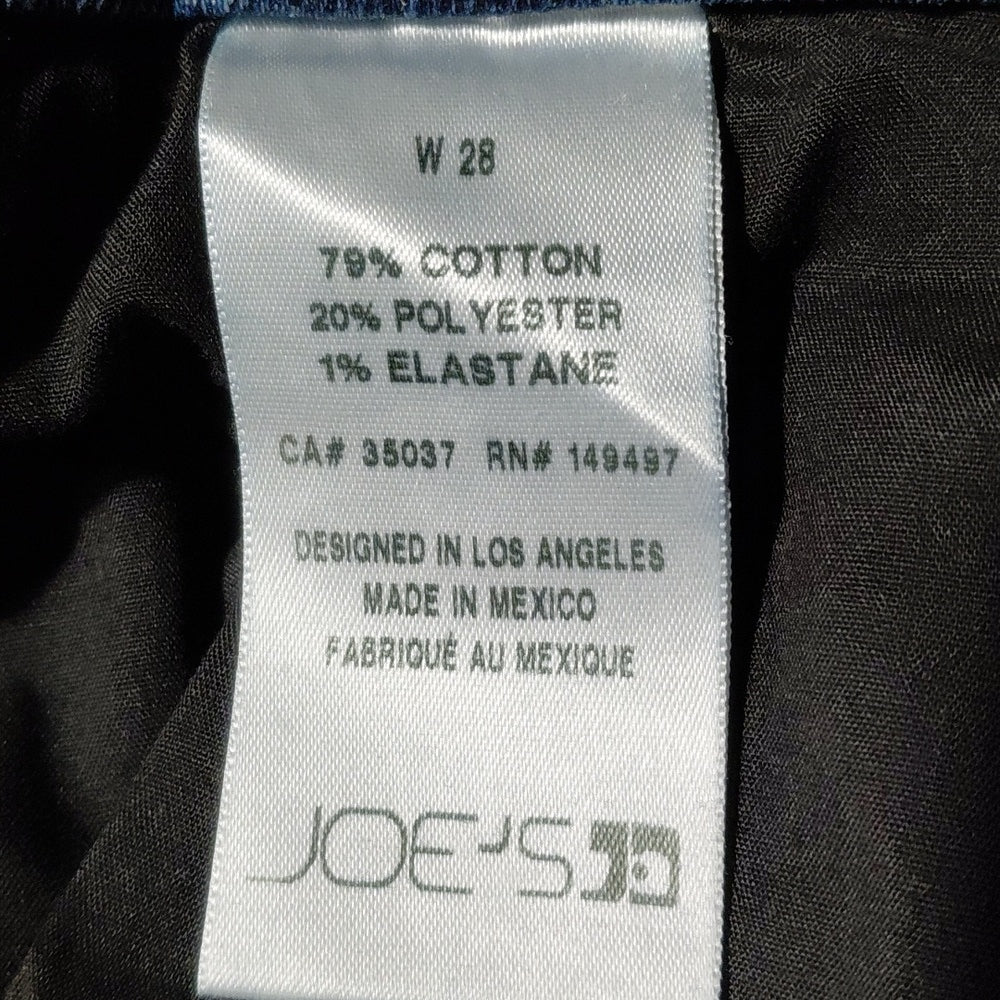 W 28
79% COTTON
20% POLYESTER
1% ELASTANE
CA# 35037 RN# 149497
DESIGNED IN LOS ANGELES
MADE IN MEXICO
FABRIQUÉ AU MEXIQUE
JOE'S